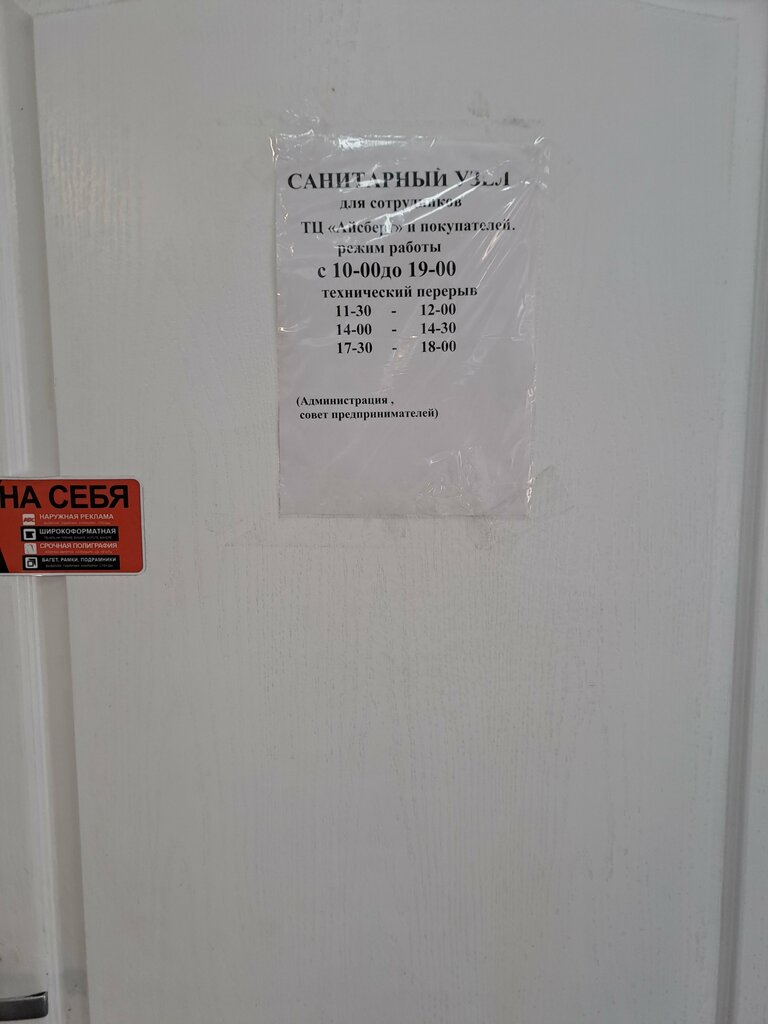 САНИТАРНЫЙ УЗЕЛ
для сотрудников
ТЦ «Айсберг» и покупателей.
режим работы
с 10-00до 19-00
технический перерыв
11-30 - 12-00
14-00 - 14-30
17-30 - 18-00
(Администрация ,
совет предпринимателей)
НА СЕБЯ
НАРУЖНАЯ РЕКЛАМА
ШИРОКОФОРМАТНАЯ
СРОЧНАЯ ПОЛИГРАФИЯ
БАГЕТ, РАМКИ, ПОДРАМНИКИ